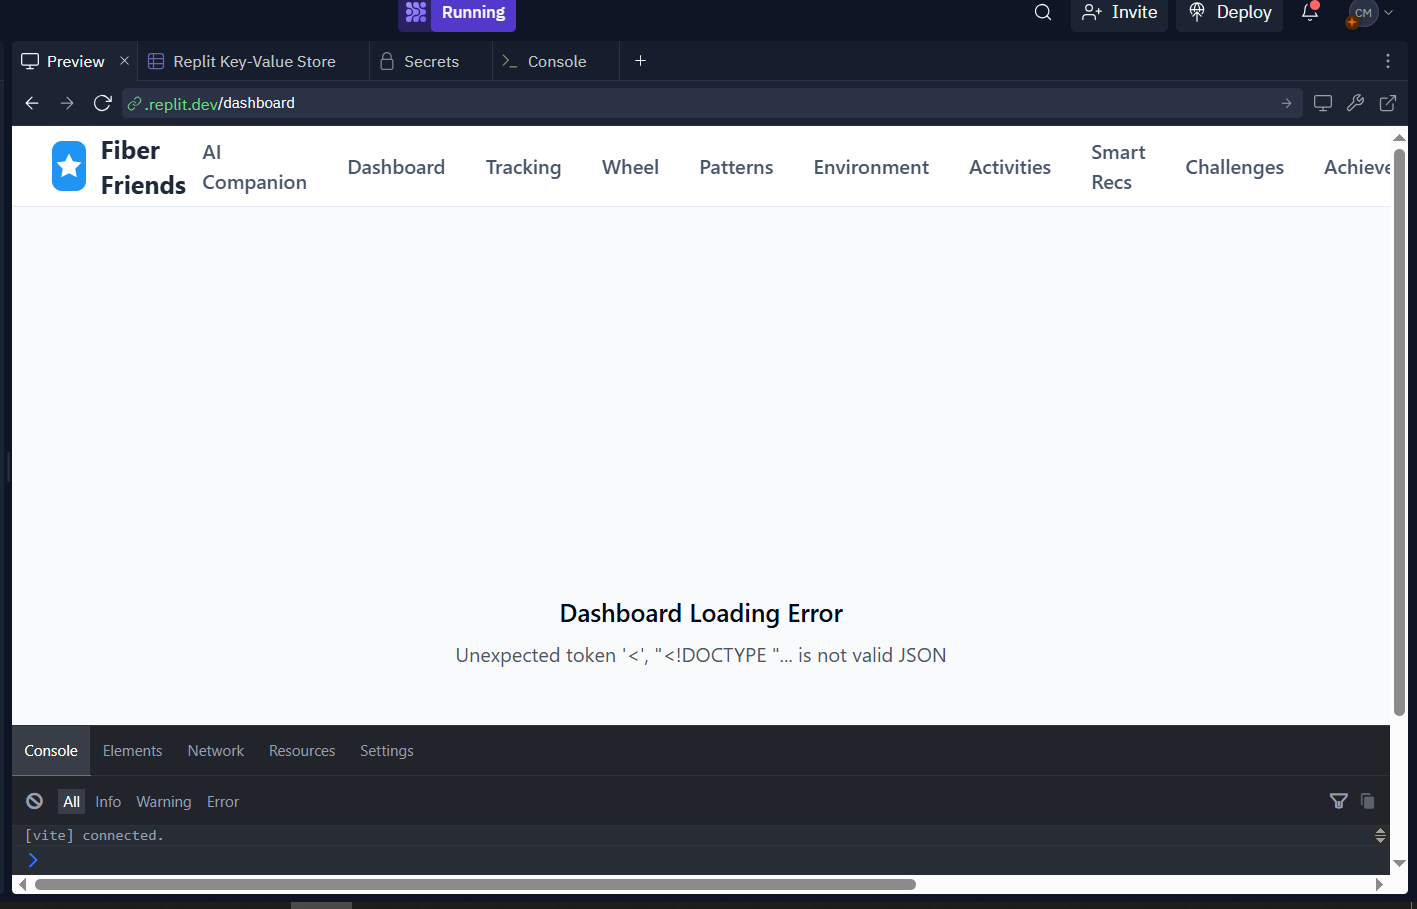 Running
Invite
Deploy
CM
Preview
Replit Key-Value Store
Secrets
Console
.replit.dev/dashboard
Fiber
Friends
AI
Companion
Dashboard
Tracking
Wheel
Patterns
Environment
Activities
Smart
Recs
Challenges
Achieve
Dashboard Loading Error
Unexpected token '<', "<!DOCTYPE "... is not valid JSON
Console Elements Network Resources Settings
All Info Warning Error
[vite] connected.